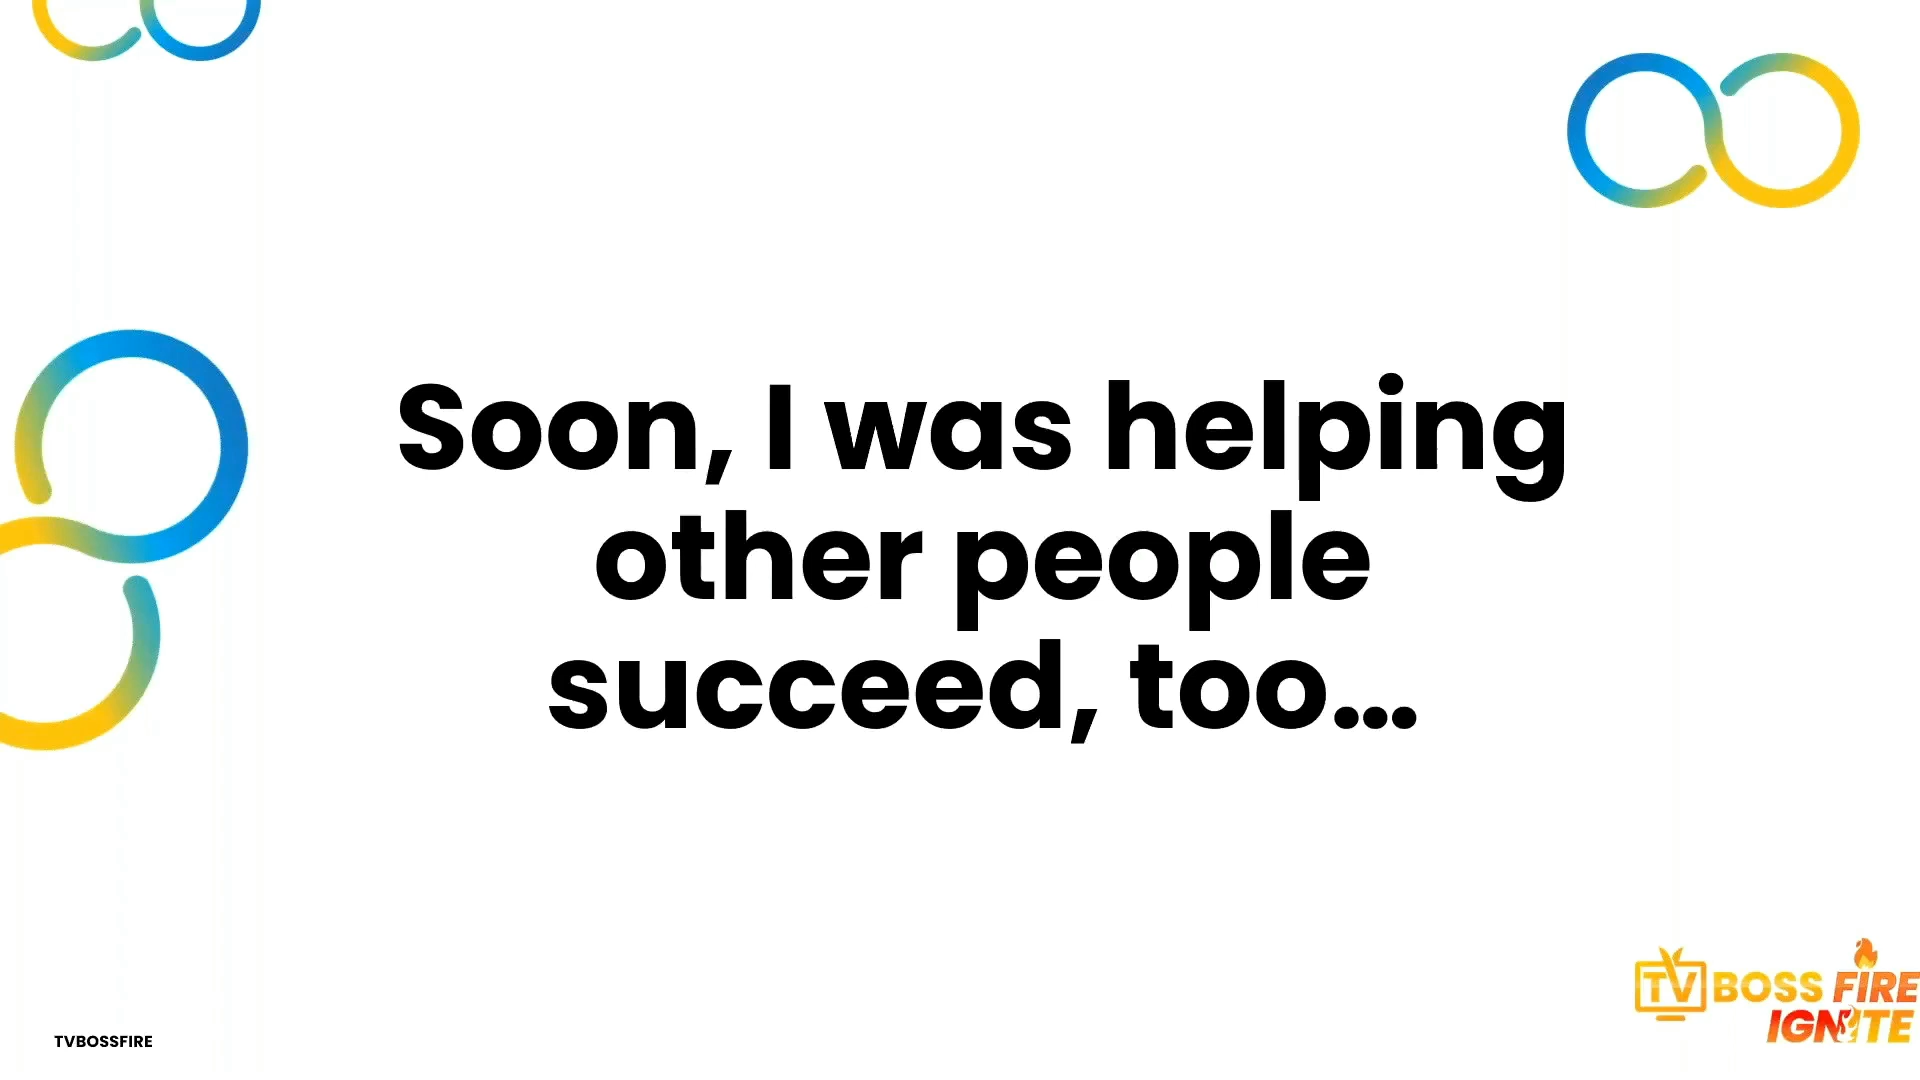 Soon, I was helping
other people
succeed, too...
TV BOSS FIRE
IGNITE
TVBOSSFIRE